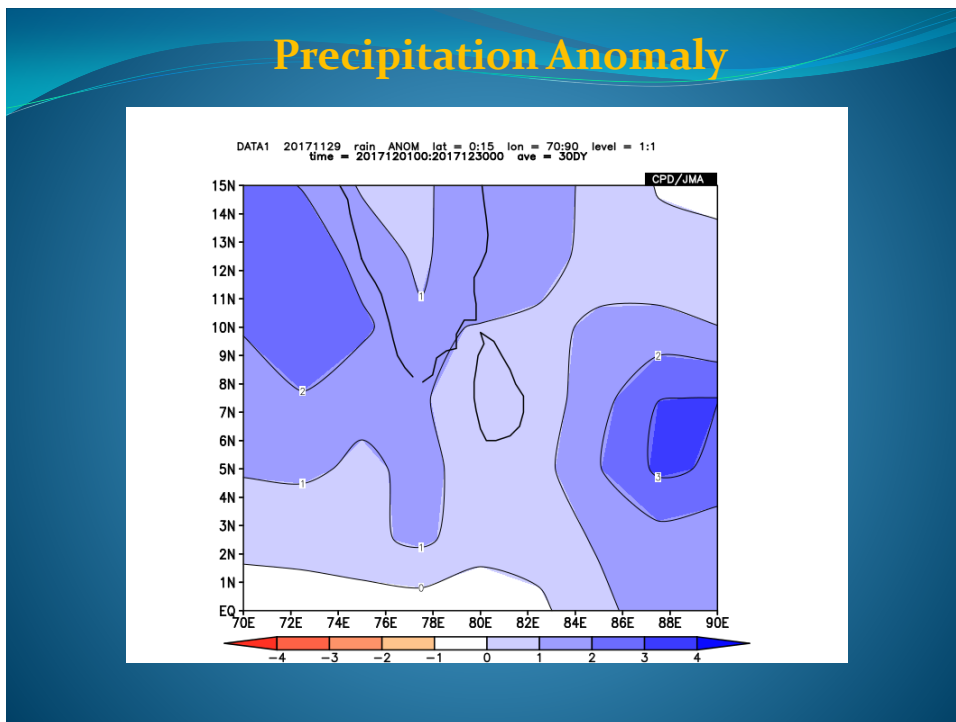 Precipitation Anomaly
DATA1 20171129 rain ANOM lat = 0:15 lon = 70:90 level = 1:1
time = 2017120100:2017123000 ave = 30DY
CPD/JMA
15N
14N
13N
12N
11N
1
10N
9N
2
8N
2
7N
6N
5N
1
3
4N
3N
1
2N
1N
0
EQ
70E 72E 74E 76E 78E 80E 82E 84E 86E 88E 90E
-4 -3 -2 -1 0 1 2 3 4